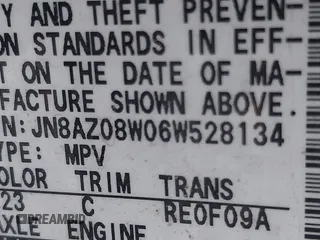 Y AND THEFT PREVEN-
ON STANDARDS IN EFF-
T ON THE DATE OF MA-
FACTURE SHOWN ABOVE.
N:JN8AZ08W06W528134
YPE: MPV
OLOR TRIM TRANS
23 C RE0F09A
AXLE ENGINE
DREAMBID